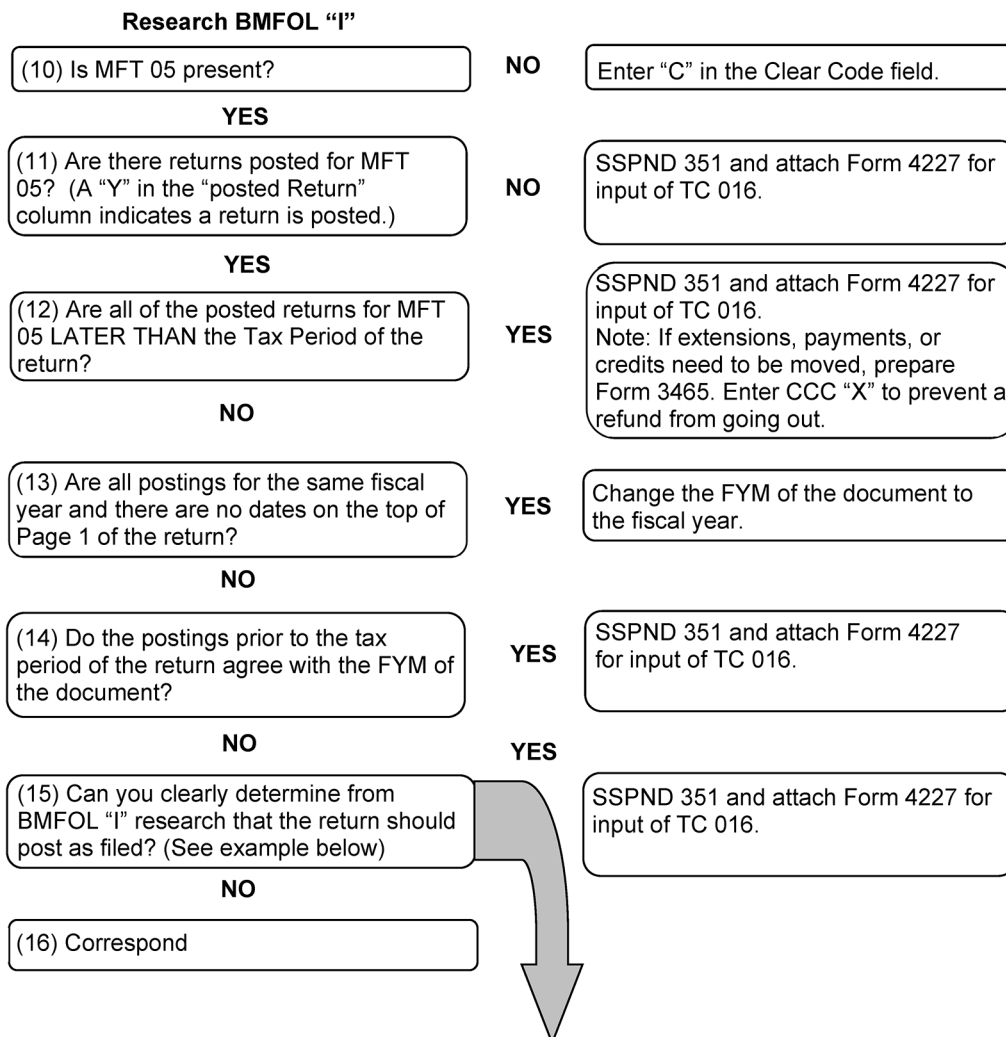 Research BMFOL “I”
(10) Is MFT 05 present?
NO
Enter “C” in the Clear Code field.
YES
(11) Are there returns posted for MFT
05? (A “Y” in the “posted Return”
column indicates a return is posted.)
NO
SSPND 351 and attach Form 4227 for
input of TC 016.
YES
(12) Are all of the posted returns for MFT
05 LATER THAN the Tax Period of the
return?
YES
SSPND 351 and attach Form 4227 for
input of TC 016.
Note: If extensions, payments, or
credits need to be moved, prepare
Form 3465. Enter CCC “X” to prevent a
refund from going out.
NO
(13) Are all postings for the same fiscal
year and there are no dates on the top of
Page 1 of the return?
YES
Change the FYM of the document to
the fiscal year.
NO
(14) Do the postings prior to the tax
period of the return agree with the FYM of
the document?
YES
SSPND 351 and attach Form 4227
for input of TC 016.
NO
YES
(15) Can you clearly determine from
BMFOL “I” research that the return should
post as filed? (See example below)
SSPND 351 and attach Form 4227 for
input of TC 016.
NO
(16) Correspond